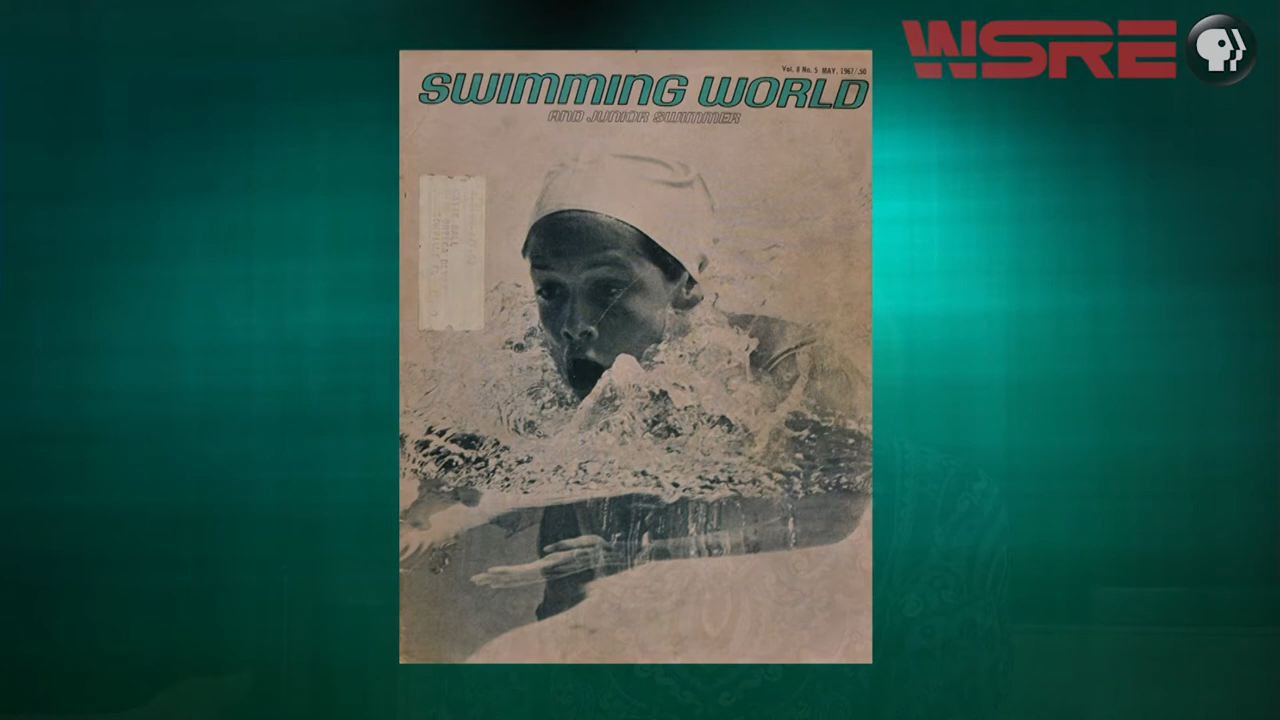 WSRE
Vol. 8 No. 5 MAY, 1967/.50
SWIMMING WORLD
AND JUNIOR SWIMMER